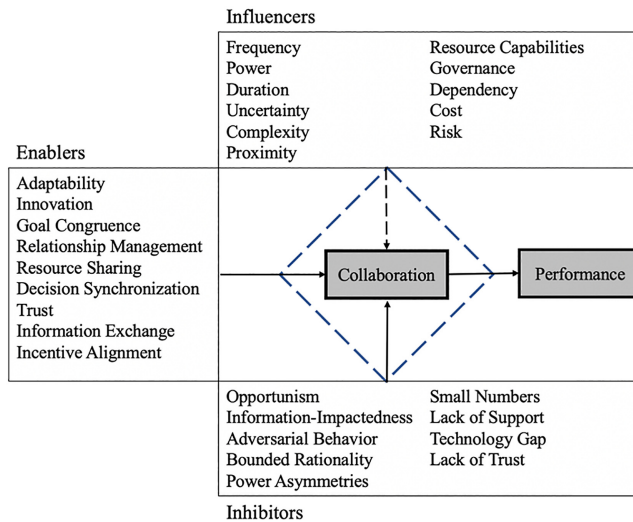 Influencers
Frequency
Power
Duration
Uncertainty
Complexity
Proximity
Resource Capabilities
Governance
Dependency
Cost
Risk
Enablers
Adaptability
Innovation
Goal Congruence
Relationship Management
Resource Sharing
Decision Synchronization
Trust
Information Exchange
Incentive Alignment
Collaboration
Performance
Opportunism
Information-Impactedness
Adversarial Behavior
Bounded Rationality
Power Asymmetries
Small Numbers
Lack of Support
Technology Gap
Lack of Trust
Inhibitors